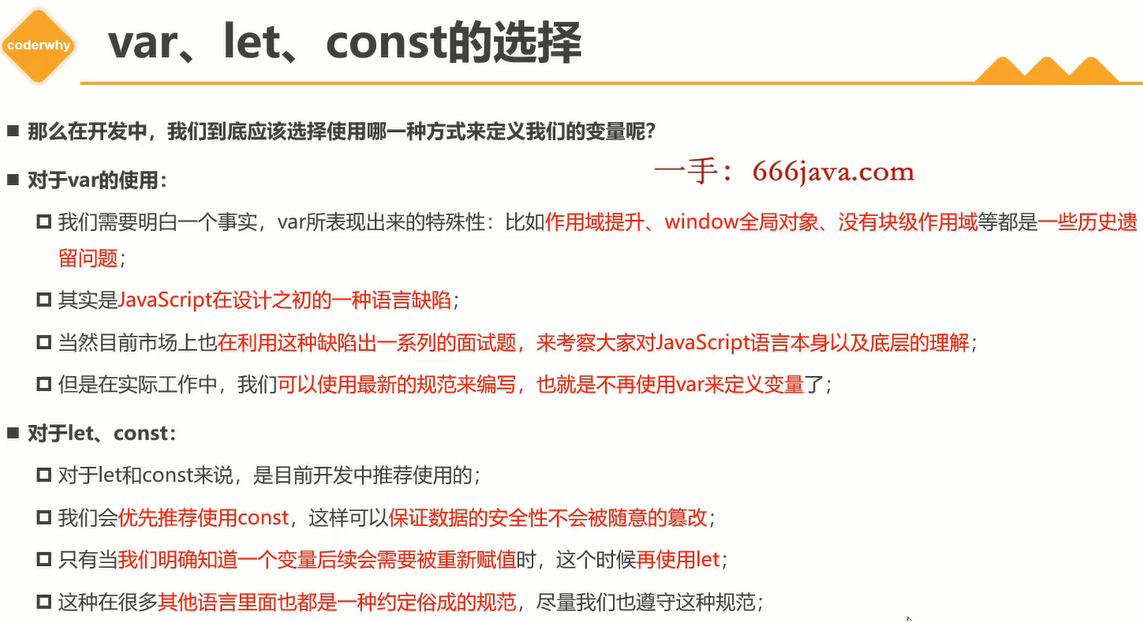 coderwhy
var、let、const的选择
那么在开发中，我们到底应该选择使用哪一种方式来定义我们的变量呢？
一手：666java.com
对于var的使用：
我们需要明白一个事实，var所表现出来的特殊性：比如作用域提升、window全局对象、没有块级作用域等都是一些历史遗
留问题；
其实是JavaScript在设计之初的一种语言缺陷；
当然目前市场上也在利用这种缺陷出一系列的面试题，来考察大家对JavaScript语言本身以及底层的理解；
但是在实际工作中，我们可以使用最新的规范来编写，也就是不再使用var来定义变量了；
对于let、const：
对于let和const来说，是目前开发中推荐使用的；
我们会优先推荐使用const，这样可以保证数据的安全性不会被随意的篡改；
只有当我们明确知道一个变量后续会需要被重新赋值时，这个时候再使用let；
这种在很多其他语言里面也都是一种约定俗成的规范，尽量我们也遵守这种规范；